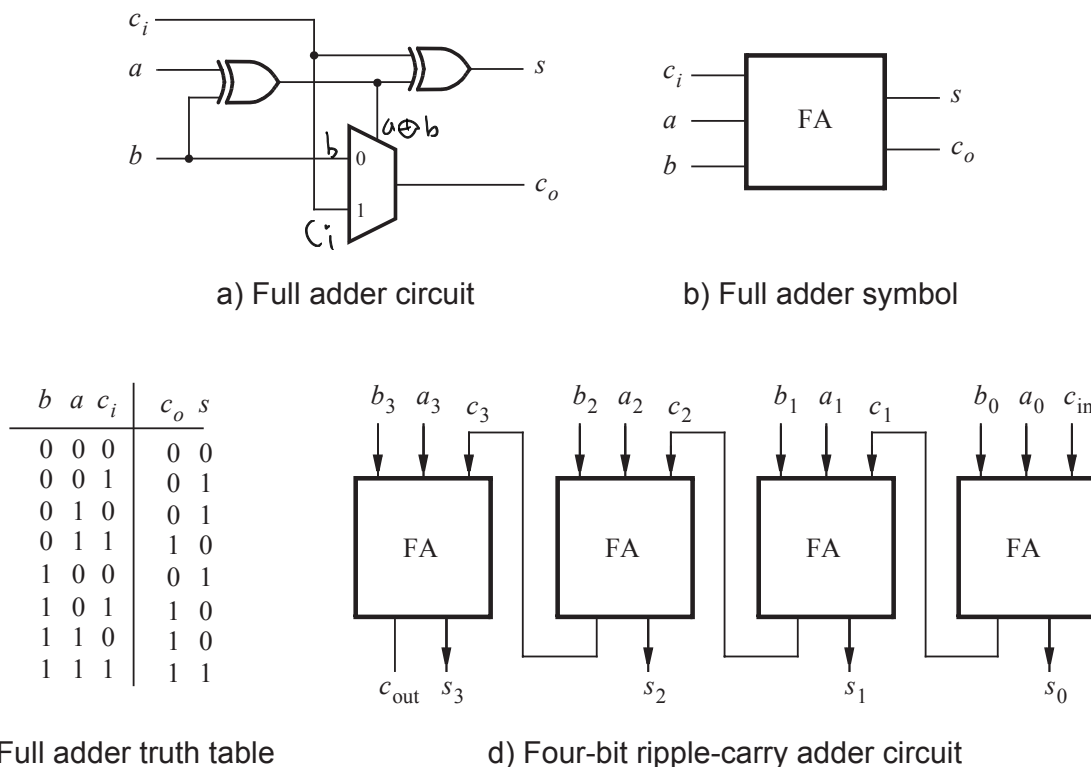 c_i
a
b
s
a⊕b
b
0
1
C_i
c_o
a) Full adder circuit
c_i
a
b
FA
s
c_o
b) Full adder symbol
b a c_i c_o s
0 0 0 0 0
0 0 1 0 1
0 1 0 0 1
0 1 1 1 0
1 0 0 0 1
1 0 1 1 0
1 1 0 1 0
1 1 1 1 1
Full adder truth table
b_3 a_3 c_3 b_2 a_2 c_2 b_1 a_1 c_1 b_0 a_0 c_in
FA FA FA FA
c_out s_3 s_2 s_1 s_0
d) Four-bit ripple-carry adder circuit